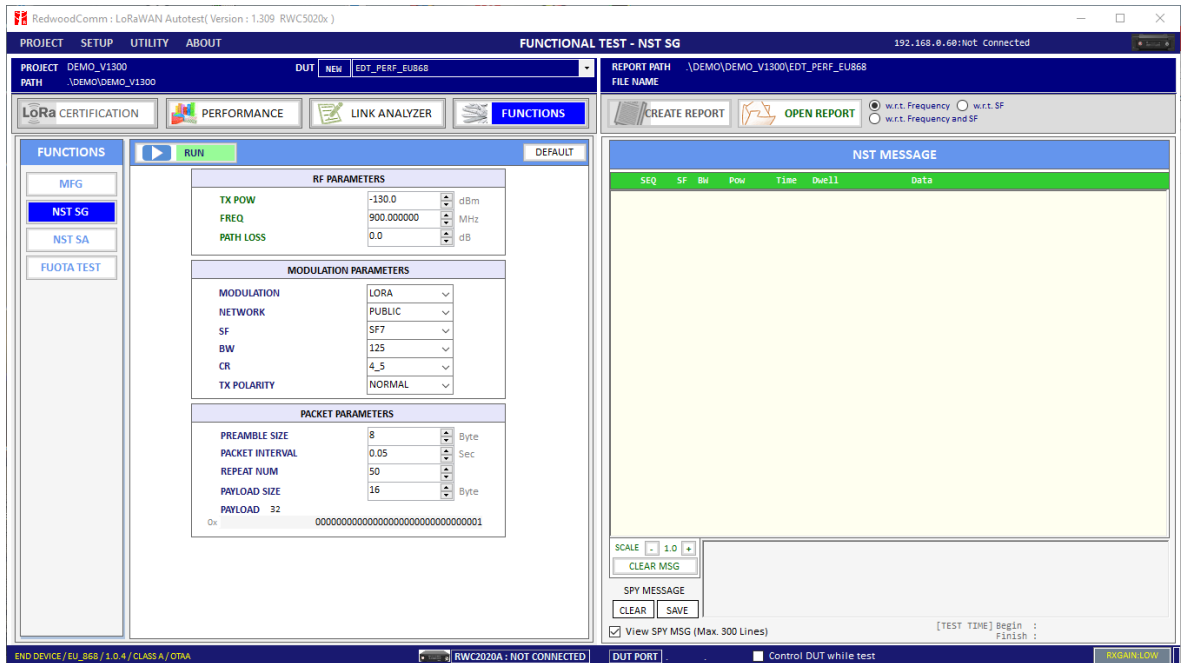 RedwoodComm : LoRaWAN Autotest( Version : 1.309 RWC5020x )
PROJECT SETUP UTILITY ABOUT
FUNCTIONAL TEST - NST SG
192.168.0.60:Not Connected
PROJECT DEMO_V1300
DUT NEW EDT_PERF_EU868
PATH .\DEMO\DEMO_V1300
REPORT PATH .\DEMO\DEMO_V1300\EDT_PERF_EU868
FILE NAME
LoRa CERTIFICATION
PERFORMANCE
LINK ANALYZER
FUNCTIONS
CREATE REPORT
OPEN REPORT
w.r.t. Frequency w.r.t. SF
w.r.t. Frequency and SF
FUNCTIONS
MFG
NST SG
NST SA
FUOTA TEST
RUN
DEFAULT
RF PARAMETERS
TX POW -130.0 dBm
FREQ 900.000000 MHz
PATH LOSS 0.0 dB
MODULATION PARAMETERS
MODULATION LORA
NETWORK PUBLIC
SF SF7
BW 125
CR 4_5
TX POLARITY NORMAL
PACKET PARAMETERS
PREAMBLE SIZE 8 Byte
PACKET INTERVAL 0.05 Sec
REPEAT NUM 50
PAYLOAD SIZE 16 Byte
PAYLOAD 32
0x 00000000000000000000000000000001
NST MESSAGE
SEQ SF BW Pow Time Dwell Data
SCALE - 1.0 +
CLEAR MSG
SPY MESSAGE
CLEAR SAVE
View SPY MSG (Max. 300 Lines)
[TEST TIME] Begin :
Finish :
END DEVICE / EU_868 / 1.0.4 / CLASS A / OTAA
RWC2020A : NOT CONNECTED
DUT PORT . .
Control DUT while test
RXGAIN:LOW